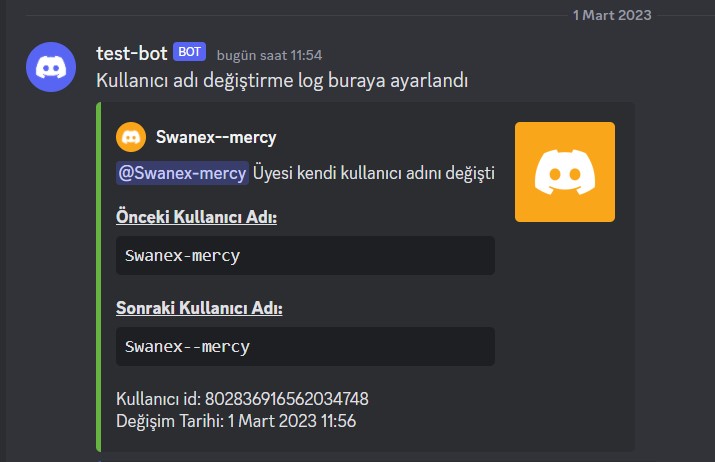 1 Mart 2023
test-bot BOT bugün saat 11:54
Kullanıcı adı değiştirme log buraya ayarlandı
Swanex--mercy
@Swanex-mercy Üyesi kendi kullanıcı adını değişti
Önceki Kullanıcı Adı:
Swanex-mercy
Sonraki Kullanıcı Adı:
Swanex--mercy
Kullanıcı id: 802836916562034748
Değişim Tarihi: 1 Mart 2023 11:56